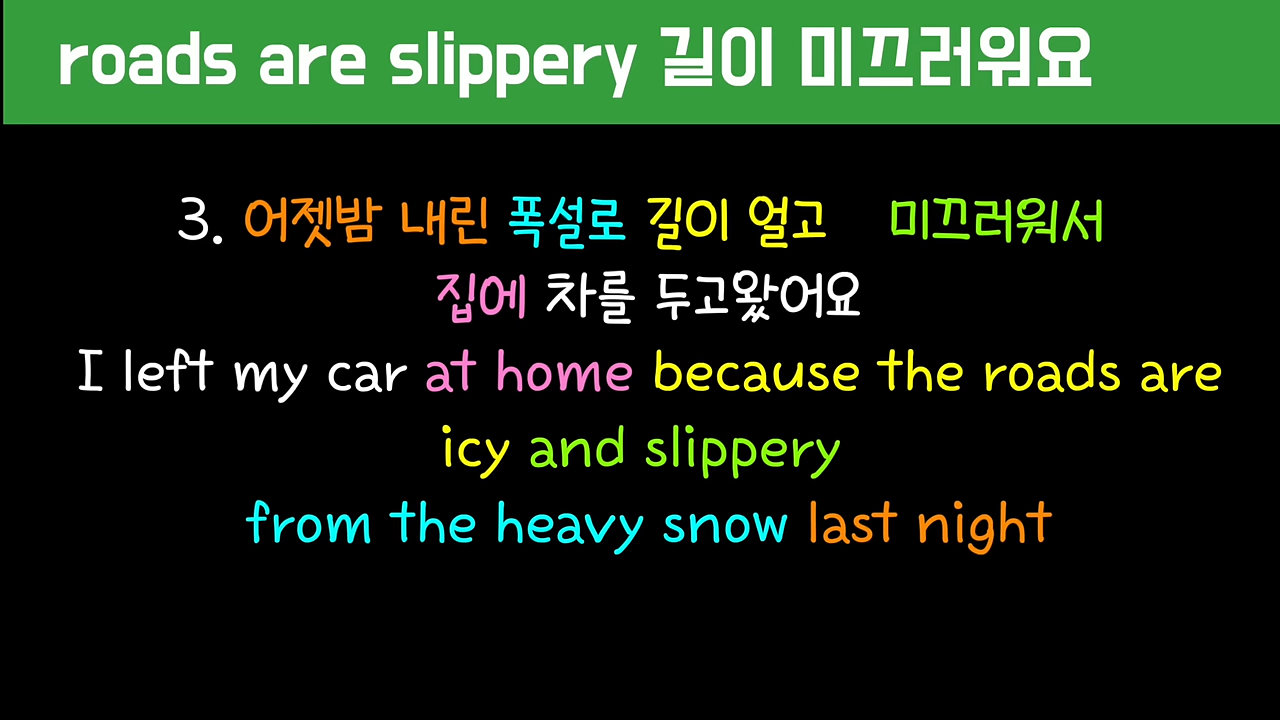 roads are slippery 길이 미끄러워요
3. 어젯밤 내린 폭설로 길이 얼고 미끄러워서
집에 차를 두고왔어요
I left my car at home because the roads are
icy and slippery
from the heavy snow last night